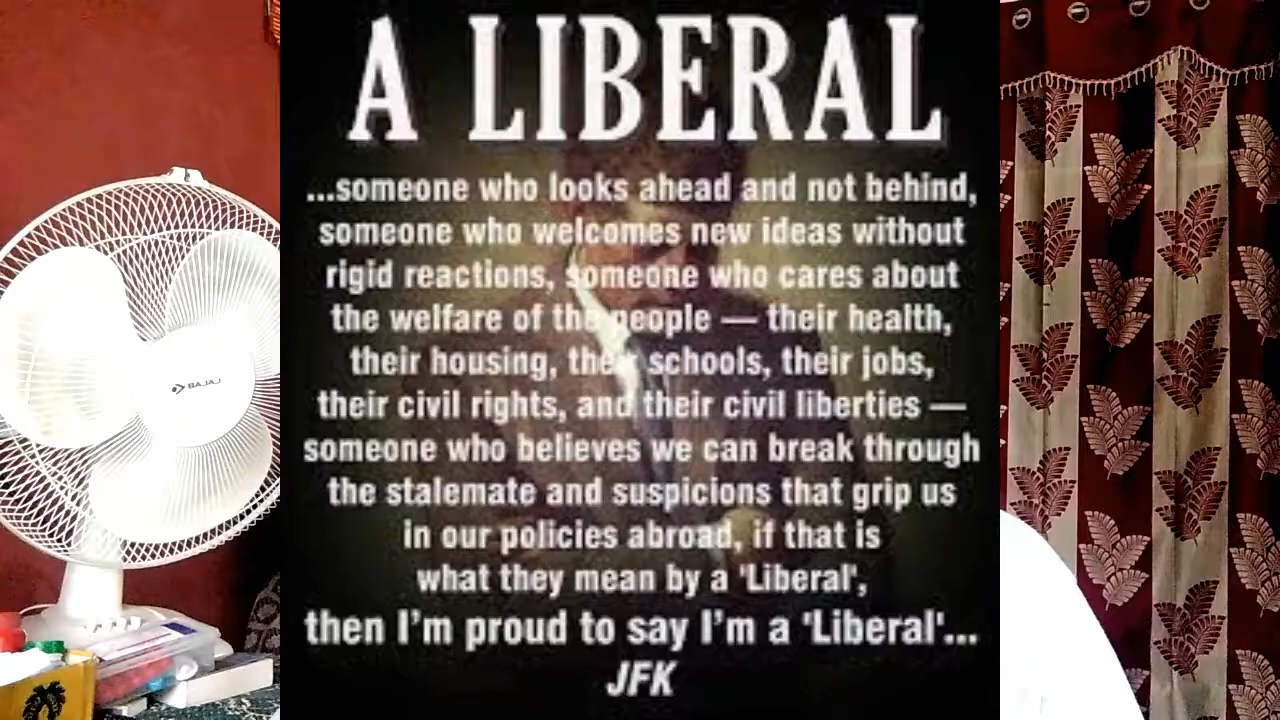 A LIBERAL
...someone who looks ahead and not behind,
someone who welcomes new ideas without
rigid reactions, someone who cares about
the welfare of the people — their health,
their housing, their schools, their jobs,
their civil rights, and their civil liberties —
someone who believes we can break through
the stalemate and suspicions that grip us
in our policies abroad, if that is
what they mean by a 'Liberal',
then I'm proud to say I'm a 'Liberal'...
JFK
BAJAJ